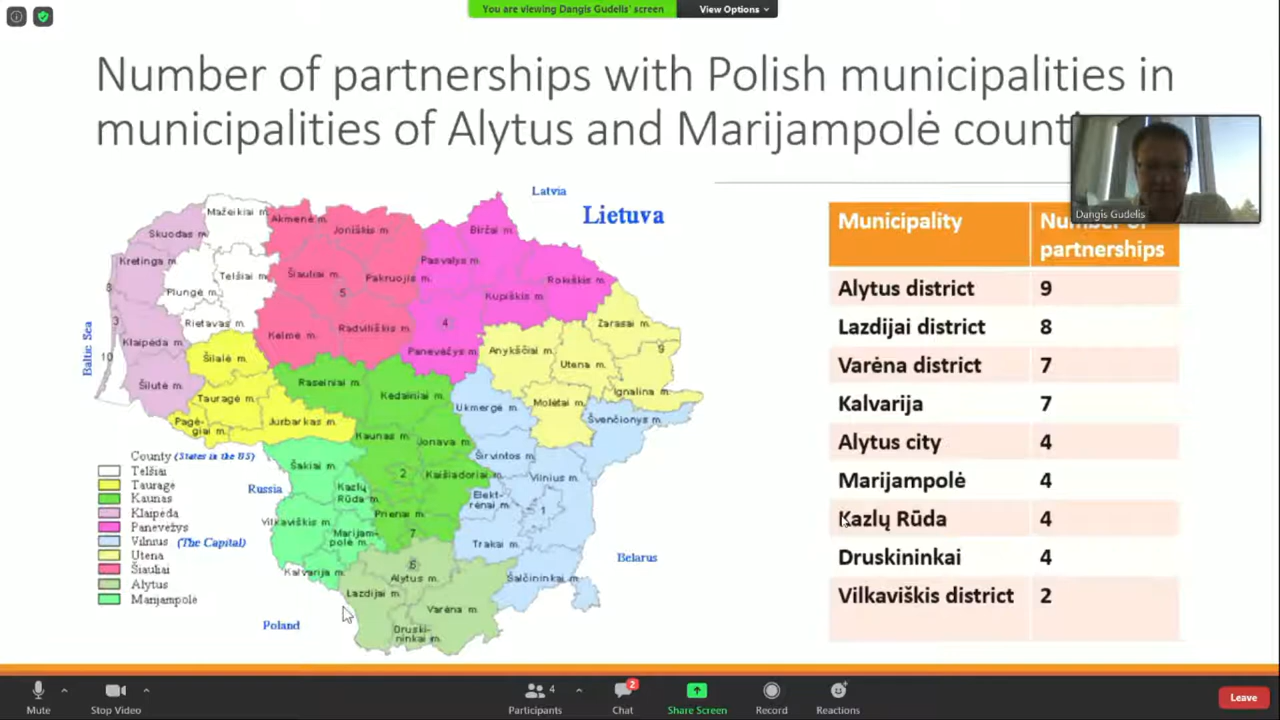 You are viewing Dangis Gudelis' screen
View Options
Number of partnerships with Polish municipalities in
municipalities of Alytus and Marijampolė
Dangis Gudelis
Latvia
Lietuva
Mažeikiai m.
Akmenė m.
Joniškis m.
Biržai m.
Skuodas m.
Kretinga m.
Telšiai m.
Šiauliai m.
Pakruojis m.
Pasvalys m.
Rokiškis m.
8
Plungė m.
5
Kupiškis m.
3
Rietavas m.
Kelmė m.
Radviliškis m.
4
Zarasai m.
Baltic Sea
Klaipėda m.
10
Šilalė m.
Panevėžys m.
Anykščiai m.
9
Utena m.
Šilutė m.
Raseiniai m.
Kėdainiai m.
Ignalina m.
Tauragė m.
Ukmergė m.
Molėtai m.
Pagė-
giai m.
Jurbarkas m.
Švenčionys m.
Kaunas m.
Jonava m.
Širvintos m.
Šakiai m.
2
Kaišiadoriai m.
Vilnius m.
Russia
Kazlų
Rūda m.
Elekt-
rėnai m.
1
Vilkaviškis m.
Prienai m.
Marijam-
polė m.
7
Trakai m.
Belarus
Kalvarija m.
6
Alytus m.
Šalčininkai m.
Lazdijai m.
Varėna m.
Poland
Druski-
ninkai m.
County (States in the US)
Telšiai
Taurage
Kaunas
Klaipėda
Panevežys
Vilnius (The Capital)
Utena
Šiauliai
Alytus
Marijampolė
Municipality
partnerships
Alytus district 9
Lazdijai district 8
Varėna district 7
Kalvarija 7
Alytus city 4
Marijampolė 4
Kazlų Rūda 4
Druskininkai 4
Vilkaviškis district 2
Mute
Stop Video
4
Participants
2
Chat
Share Screen
Record
Reactions
Leave